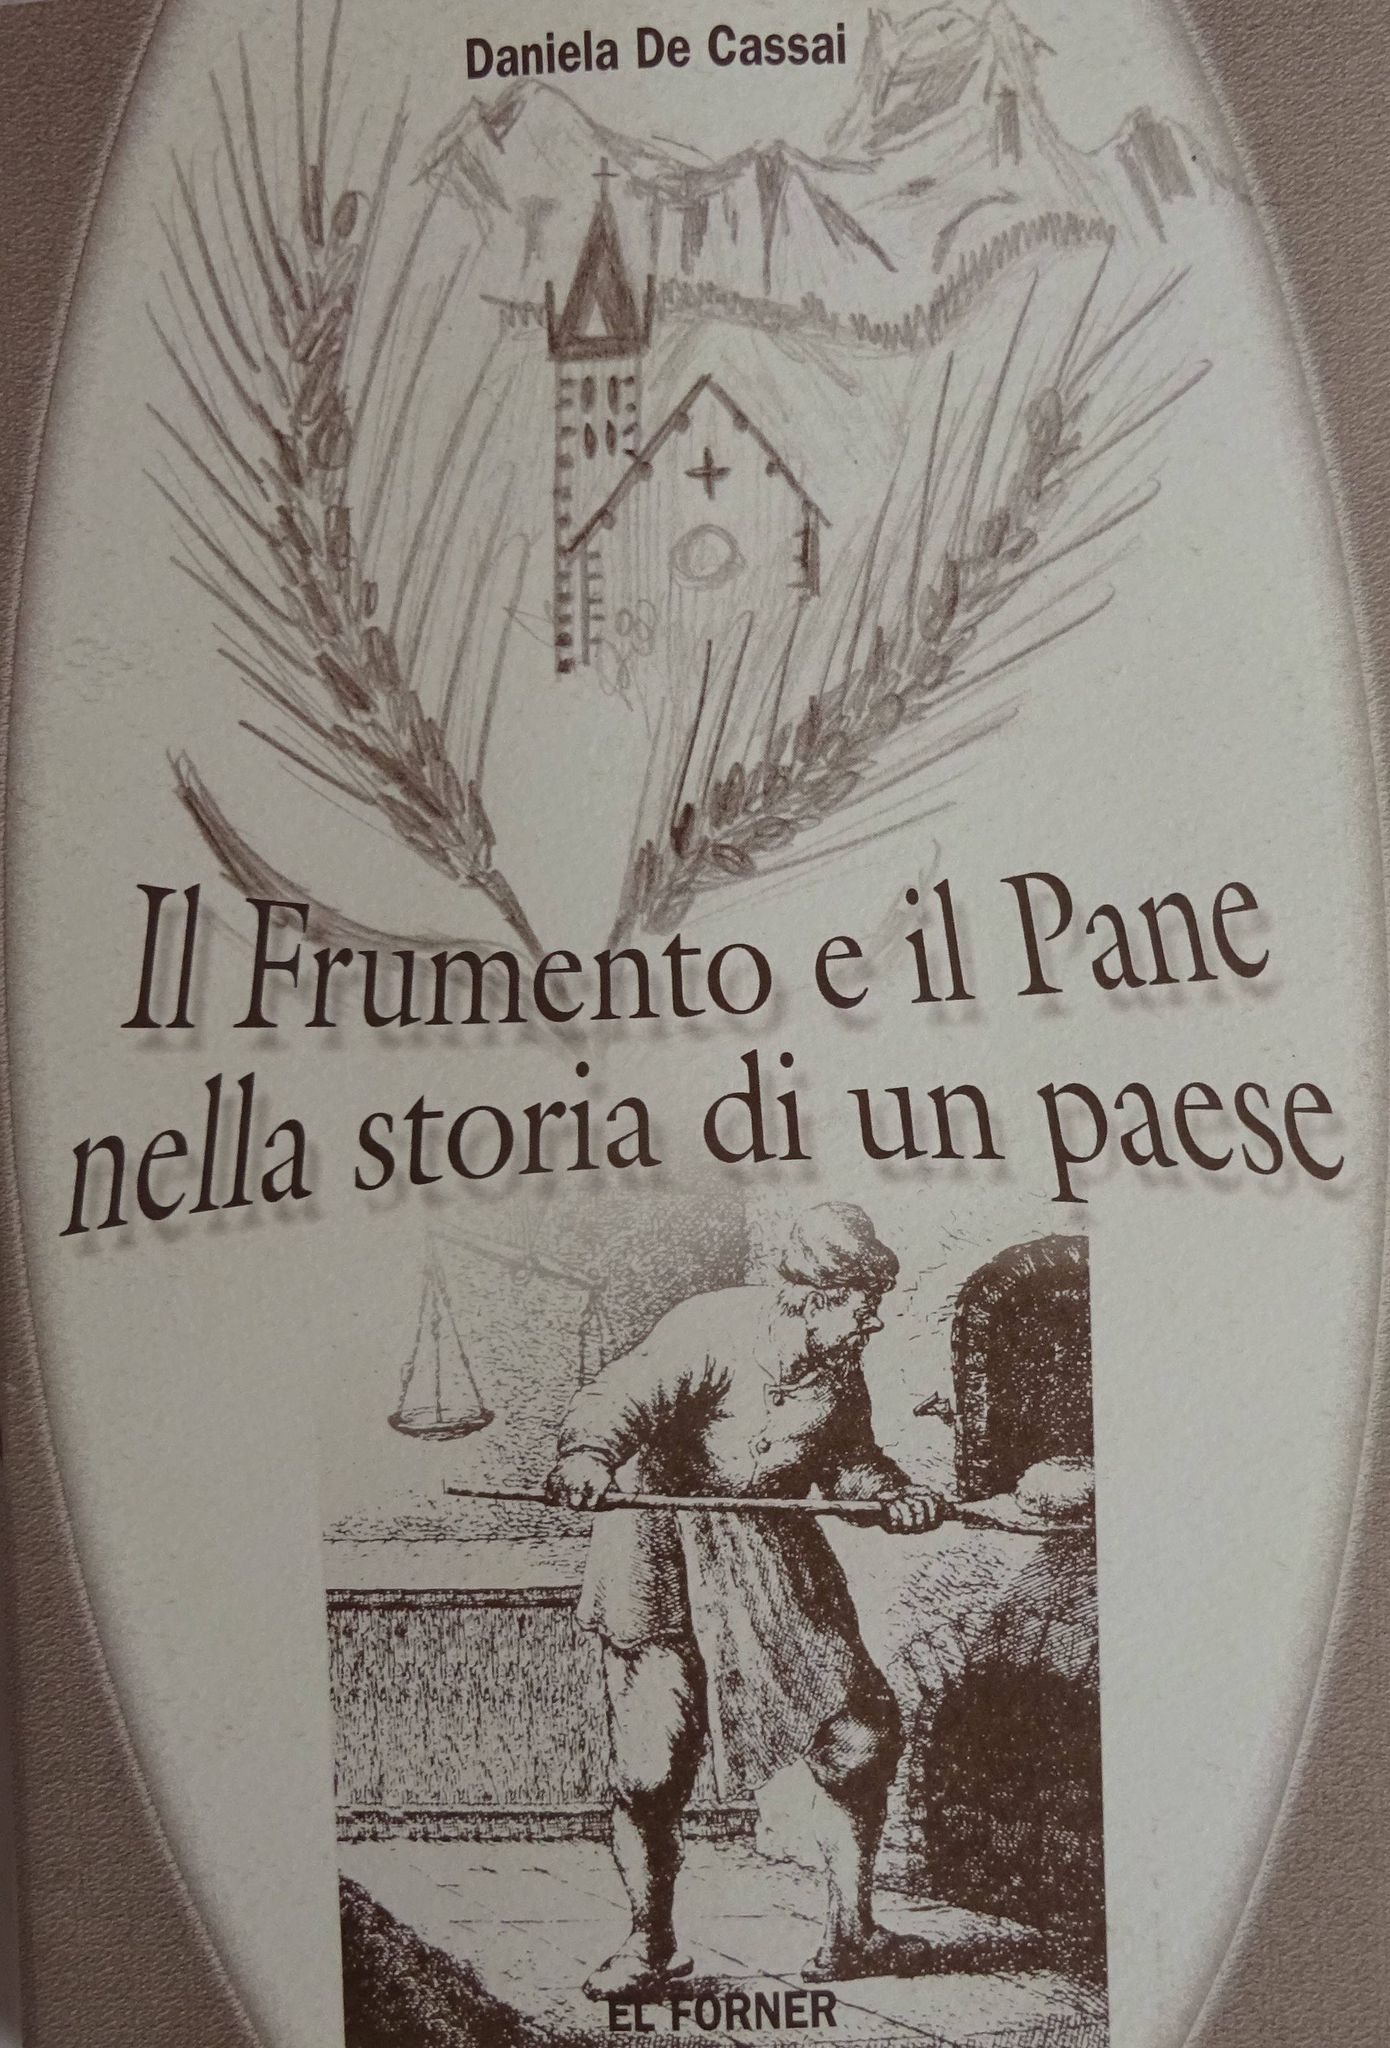 Daniela De Cassai
Il Frumento e il Pane
nella storia di un paese
EL FORNER